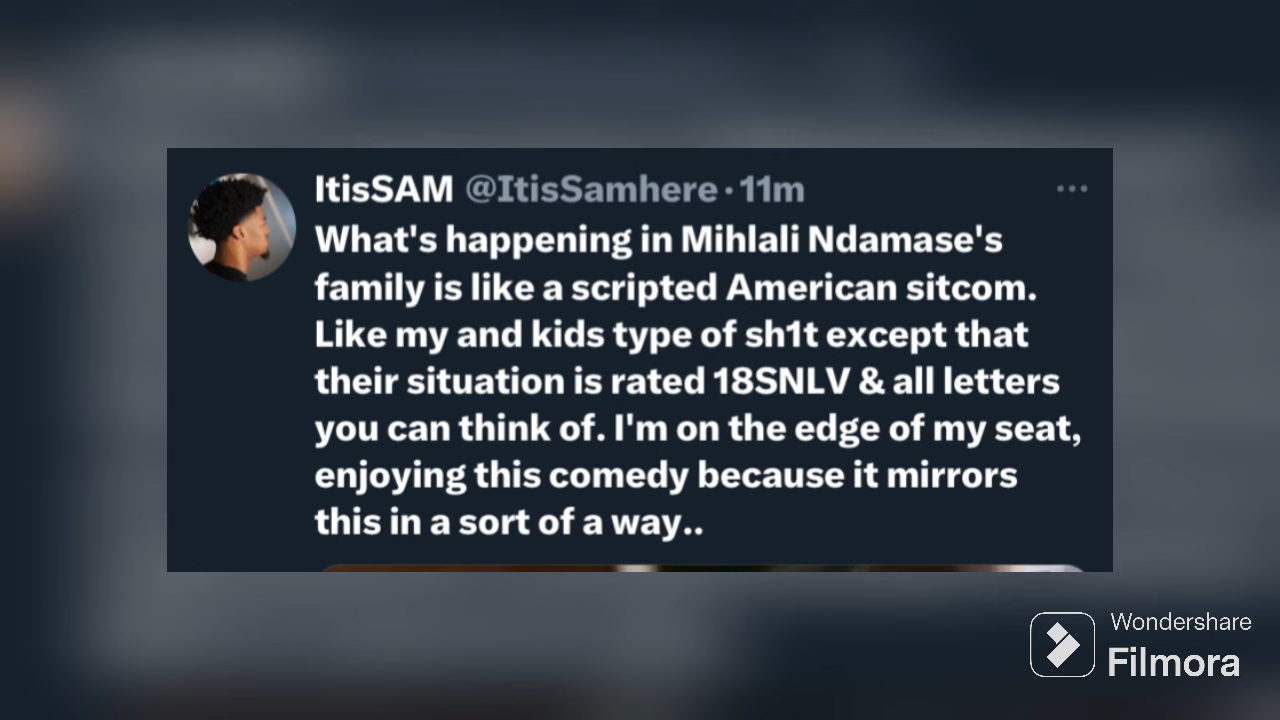 ItisSAM @ItisSamhere · 11m
What's happening in Mihlali Ndamase's
family is like a scripted American sitcom.
Like my and kids type of sh1t except that
their situation is rated 18SNLV & all letters
you can think of. I'm on the edge of my seat,
enjoying this comedy because it mirrors
this in a sort of a way..
Wondershare
Filmora